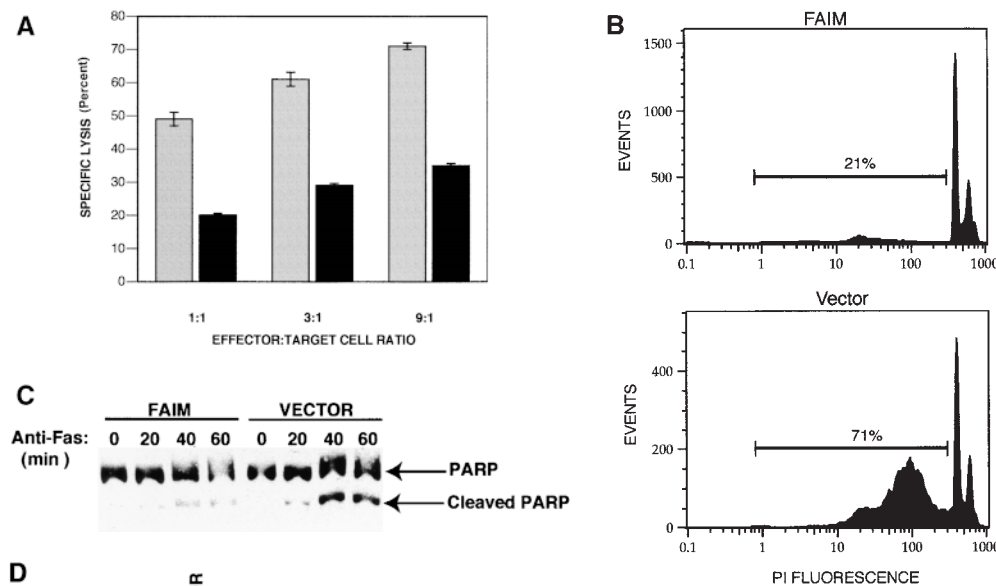 A
80
70
60
50
40
30
20
10
0
SPECIFIC LYSIS (Percent)
1:1 3:1 9:1
EFFECTOR:TARGET CELL RATIO
B
FAIM
1500
1000
500
0
EVENTS
21%
0.1 1 10 100 1000
Vector
400
200
0
EVENTS
71%
0.1 1 10 100 1000
PI FLUORESCENCE
C
FAIM VECTOR
Anti-Fas: 0 20 40 60 0 20 40 60
(min )
PARP
Cleaved PARP
D
R